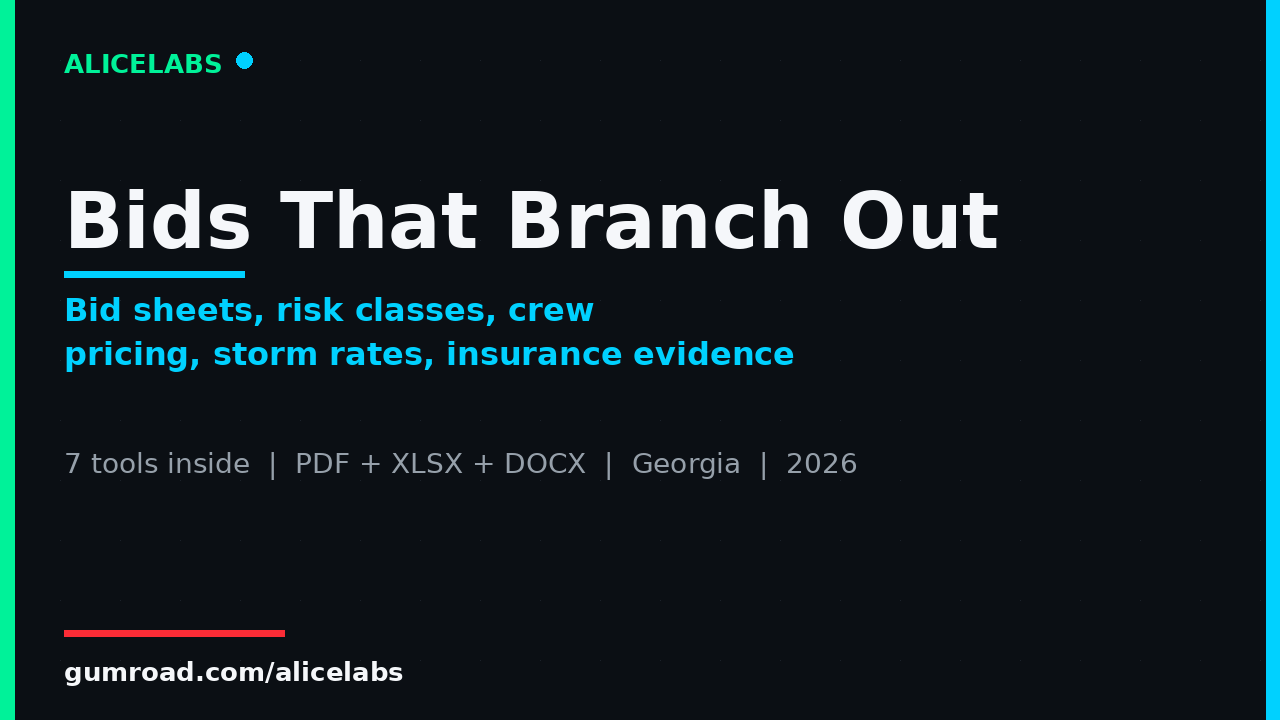 ALICELABS
Bids That Branch Out
Bid sheets, risk classes, crew
pricing, storm rates, insurance evidence
7 tools inside | PDF + XLSX + DOCX | Georgia | 2026
gumroad.com/alicelabs